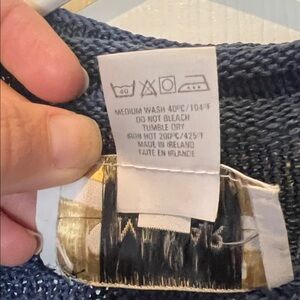 40
MEDIUM WASH 40°C/104°F
DO NOT BLEACH
TUMBLE DRY
IRON HOT 200°C/425°F
MADE IN IRELAND
FAITE EN IRLANDE